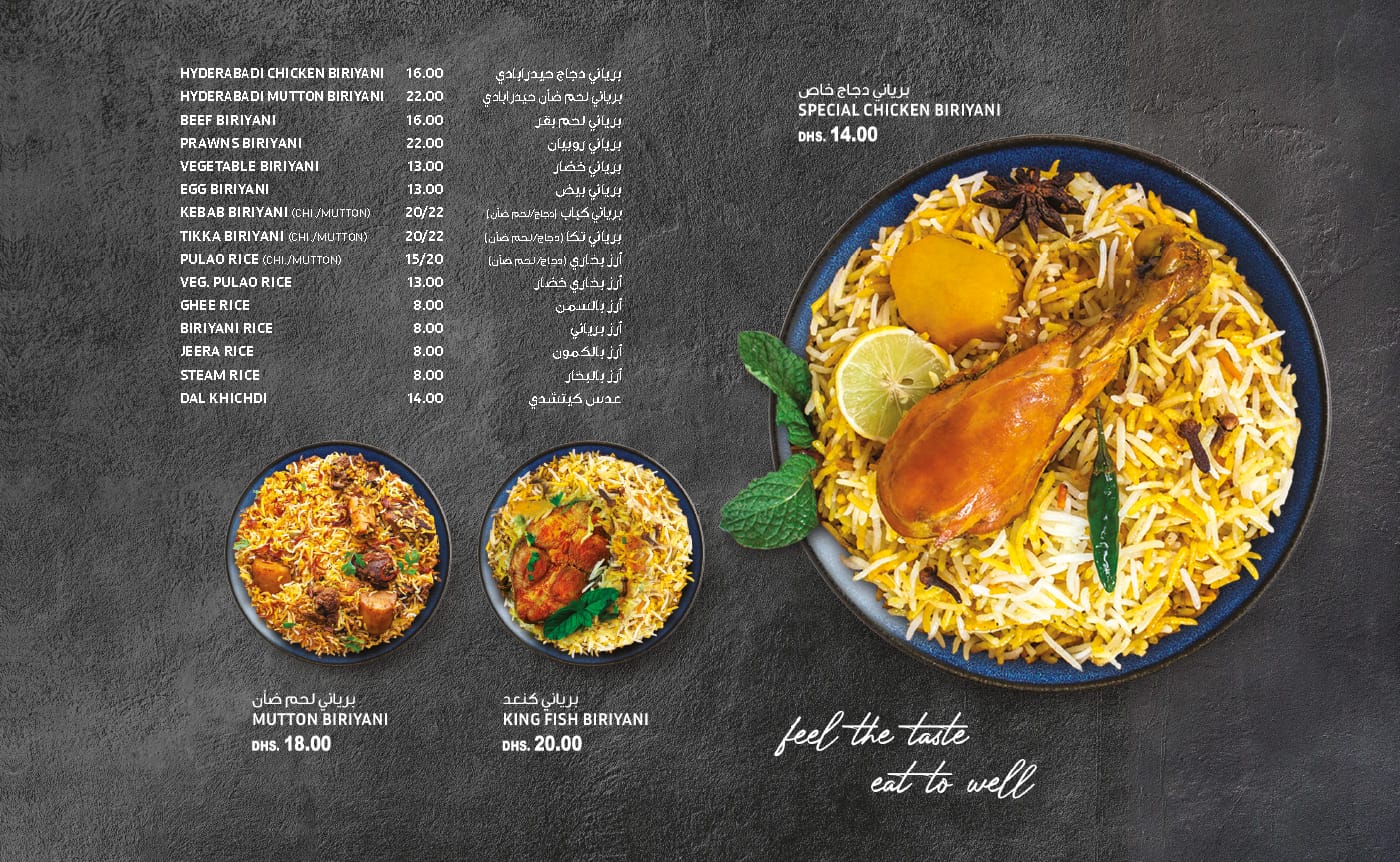 HYDERABADI CHICKEN BIRIYANI 16.00 برياني دجاج حيدرابادي
HYDERABADI MUTTON BIRIYANI 22.00 برياني لحم ضأن حيدرابادي
BEEF BIRIYANI 16.00 برياني لحم بقر
PRAWNS BIRIYANI 22.00 برياني روبيان
VEGETABLE BIRIYANI 13.00 برياني خضار
EGG BIRIYANI 13.00 برياني بيض
KEBAB BIRIYANI (CHI./MUTTON) 20/22 برياني كباب (دجاج/لحم ضأن)
TIKKA BIRIYANI (CHI./MUTTON) 20/22 برياني تكا (دجاج/لحم ضأن)
PULAO RICE (CHI./MUTTON) 15/20 أرز بخاري (دجاج/لحم ضأن)
VEG. PULAO RICE 13.00 أرز بخاري خضار
GHEE RICE 8.00 أرز بالسمن
BIRIYANI RICE 8.00 أرز برياني
JEERA RICE 8.00 أرز بالكمون
STEAM RICE 8.00 أرز بالبخار
DAL KHICHDI 14.00 عدس كيتشدي
برياني لحم ضأن
MUTTON BIRIYANI
DHS. 18.00
برياني كنعد
KING FISH BIRIYANI
DHS. 20.00
برياني دجاج خاص
SPECIAL CHICKEN BIRIYANI
DHS. 14.00
feel the taste
eat to well